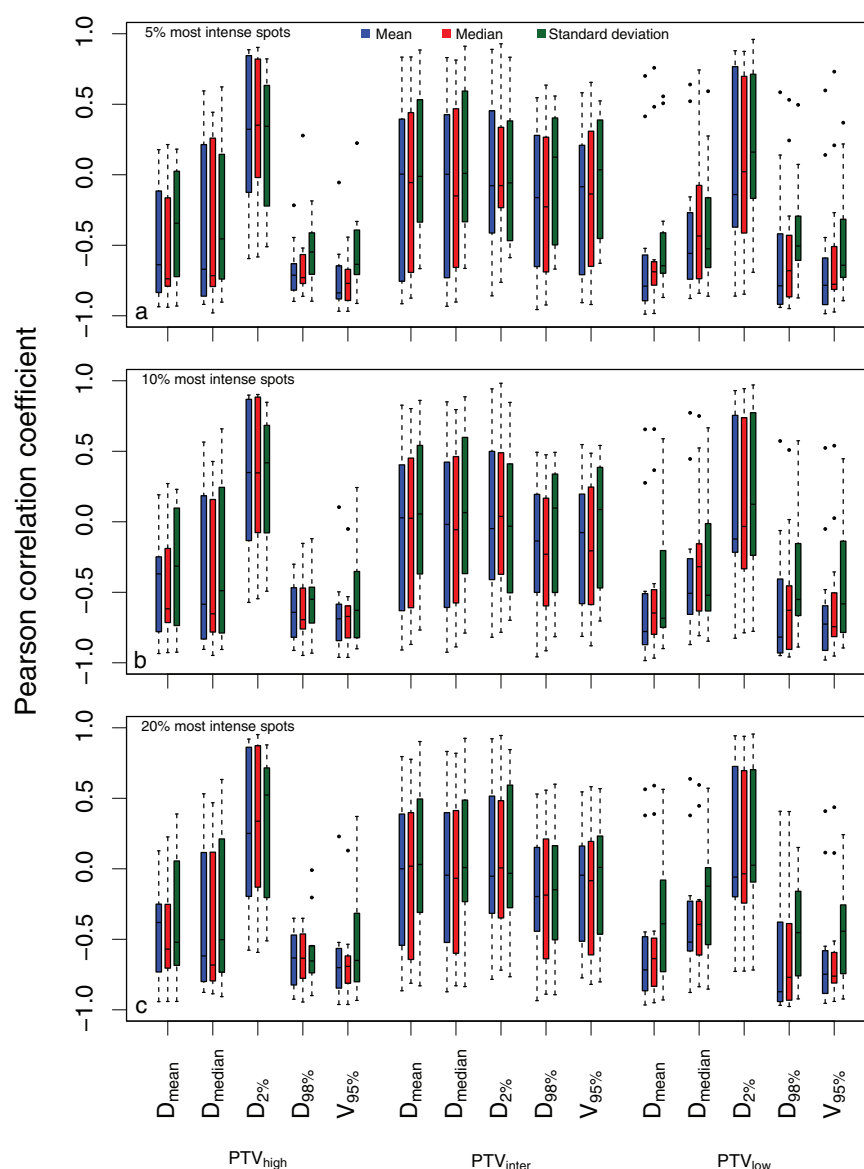 Pearson correlation coefficient
5% most intense spots
Mean Median Standard deviation
1.0
0.5
0.0
−0.5
−1.0
a
10% most intense spots
1.0
0.5
0.0
−0.5
−1.0
b
20% most intense spots
1.0
0.5
0.0
−0.5
−1.0
c
Dmean Dmedian D2% D98% V95% Dmean Dmedian D2% D98% V95% Dmean Dmedian D2% D98% V95%
PTVhigh PTVinter PTVlow